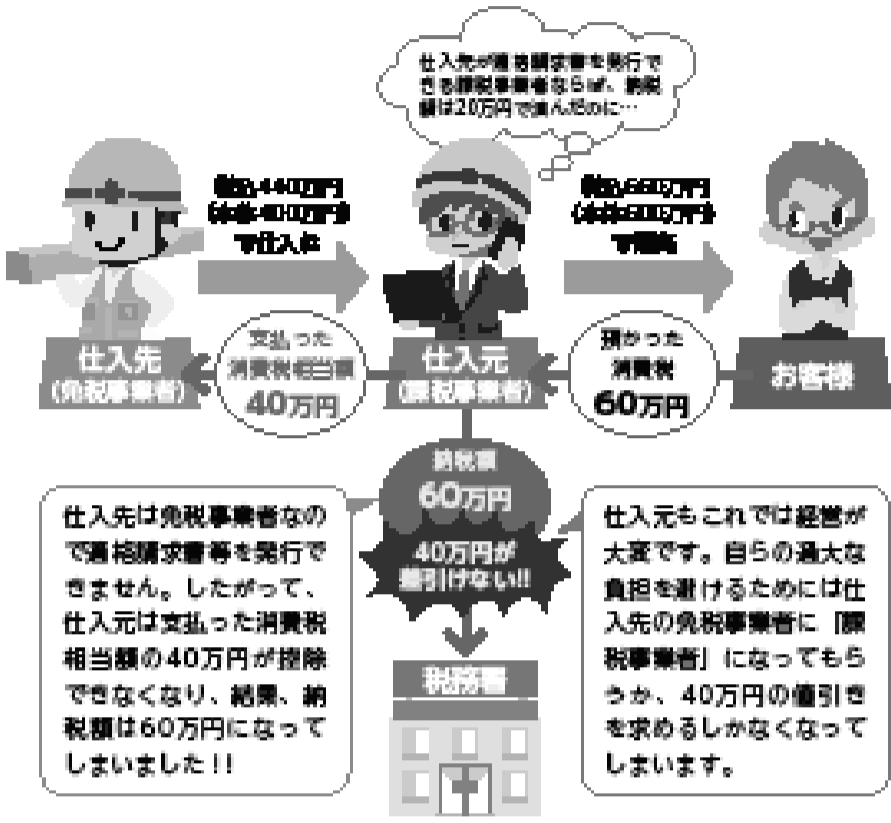 仕入先が適格請求書を発行で
きる課税事業者ならば、納税
額は20万円で済んだのに…
税込440万円
(本体400万円)
で仕入れ
税込660万円
(本体600万円)
で販売
支払った
消費税相当額
40万円
預かった
消費税
60万円
仕入先
(免税事業者)
仕入元
(課税事業者)
お客様
納税額
60万円
40万円が
差引けない!!
税務署
仕入先は免税事業者なの
で適格請求書等を発行で
きません。したがって、
仕入元は支払った消費税
相当額の40万円が控除
できなくなり、結果、納
税額は60万円になって
しまいました!!
仕入元もこれでは経営が
大変です。自らの過大な
負担を避けるためには仕
入先の免税事業者に「課
税事業者」になってもら
うか、40万円の値引き
を求めるしかなくなって
しまいます。